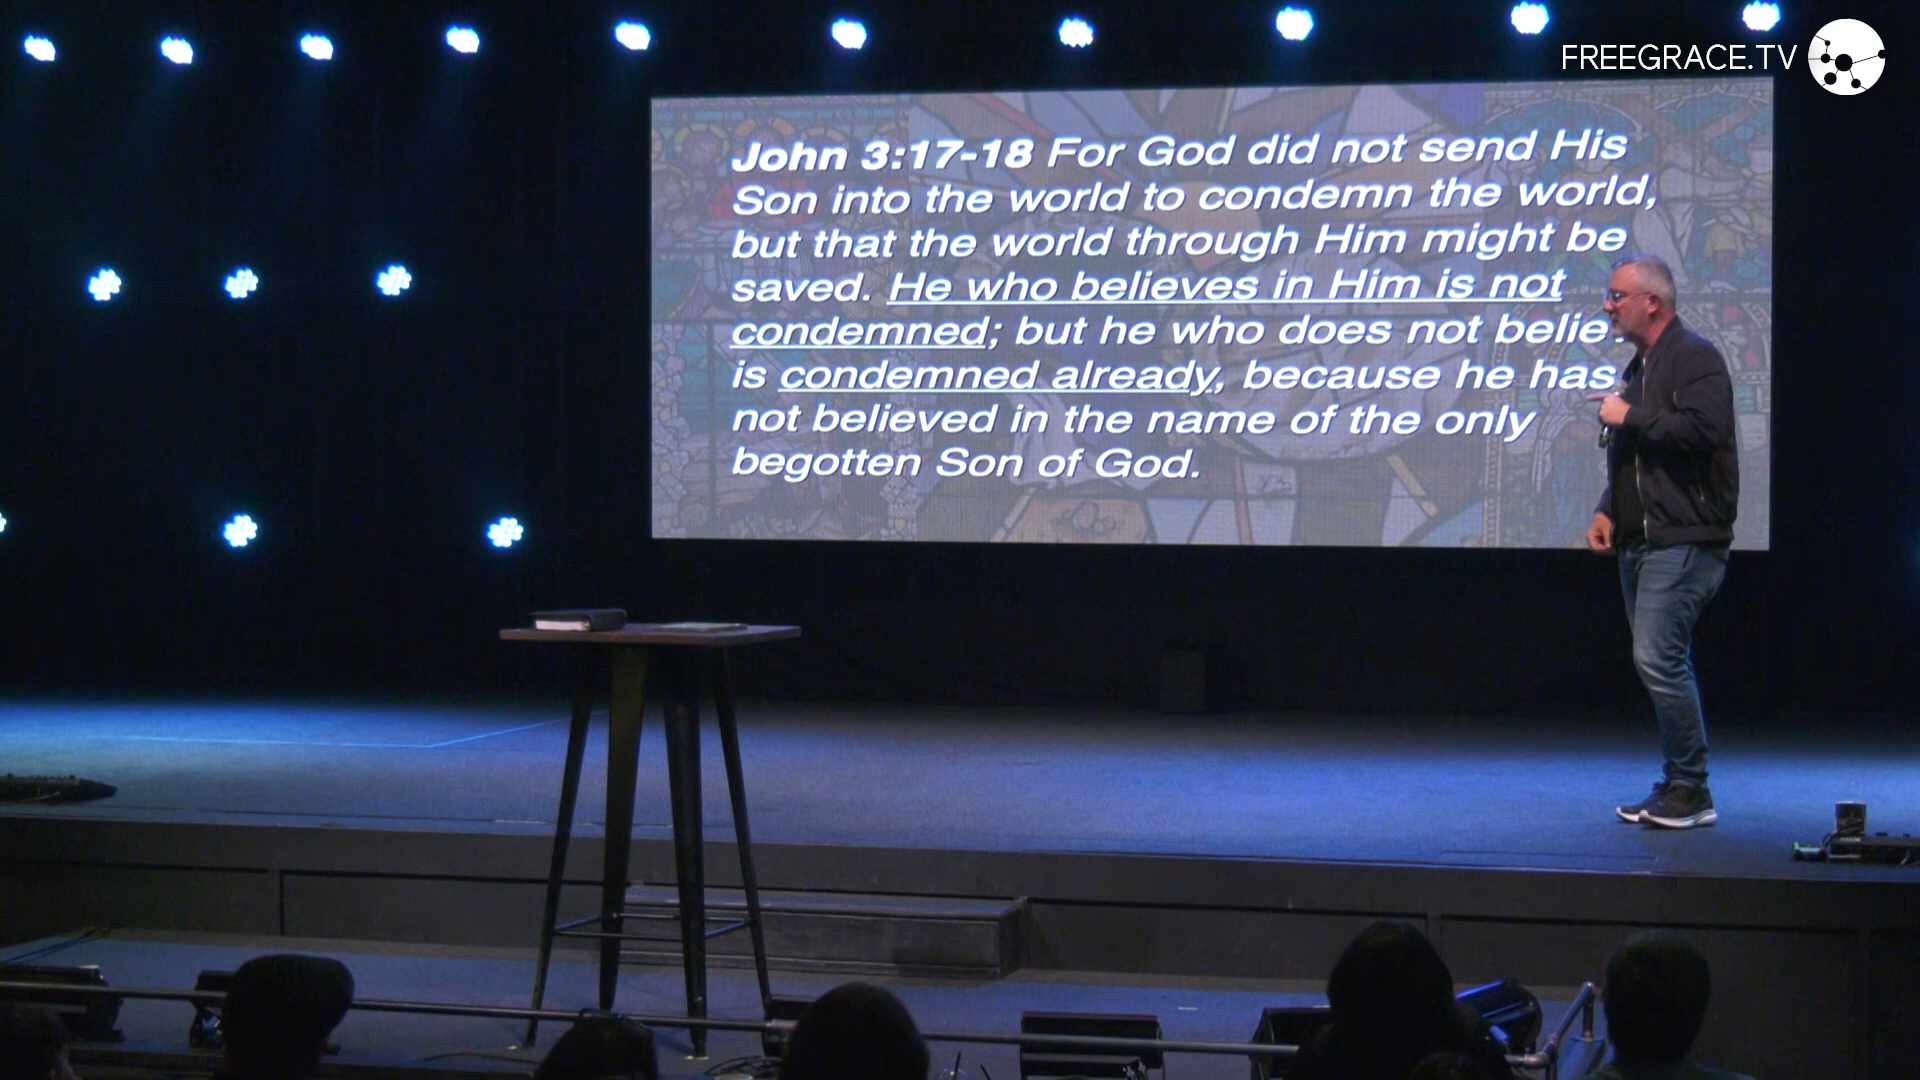 FREEGRACE.TV
John 3:17-18 For God did not send His
Son into the world to condemn the world,
but that the world through Him might be
saved. He who believes in Him is not
condemned; but he who does not belie
is condemned already, because he has
not believed in the name of the only
begotten Son of God.